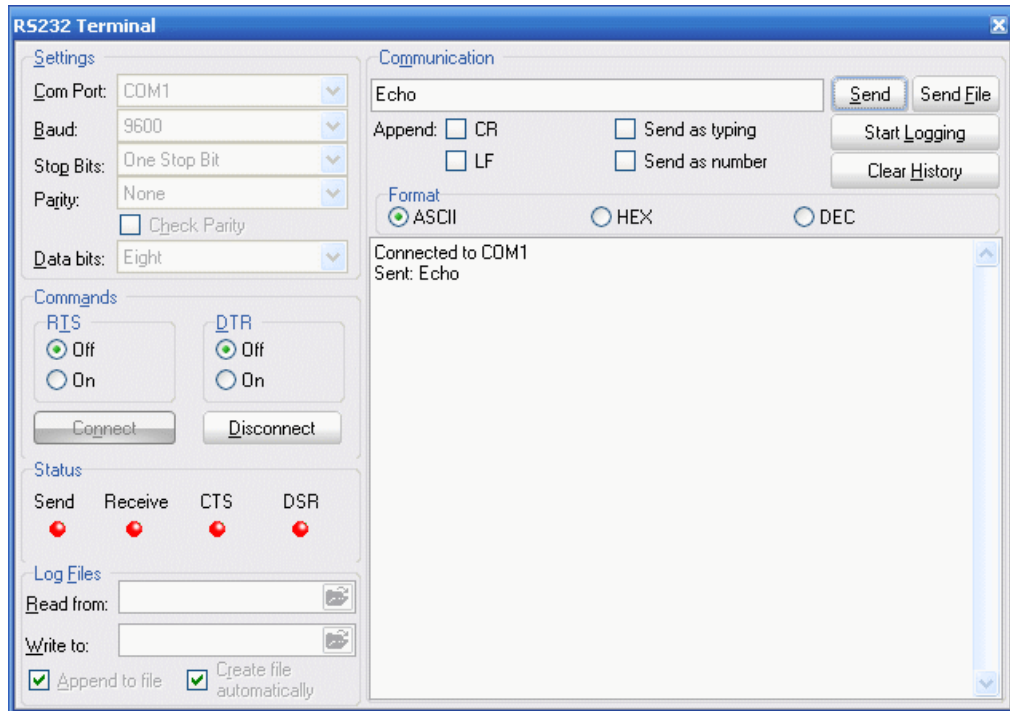 RS232 Terminal
Settings
Com Port: COM1
Baud: 9600
Stop Bits: One Stop Bit
Parity: None
Check Parity
Data bits: Eight
Commands
RTS
Off
On
DTR
Off
On
Connect
Disconnect
Status
Send Receive CTS DSR
Log Files
Read from:
Write to:
Append to file
Create file
automatically
Communication
Echo
Send
Send File
Append: CR
LF
Send as typing
Send as number
Start Logging
Clear History
Format
ASCII HEX DEC
Connected to COM1
Sent: Echo